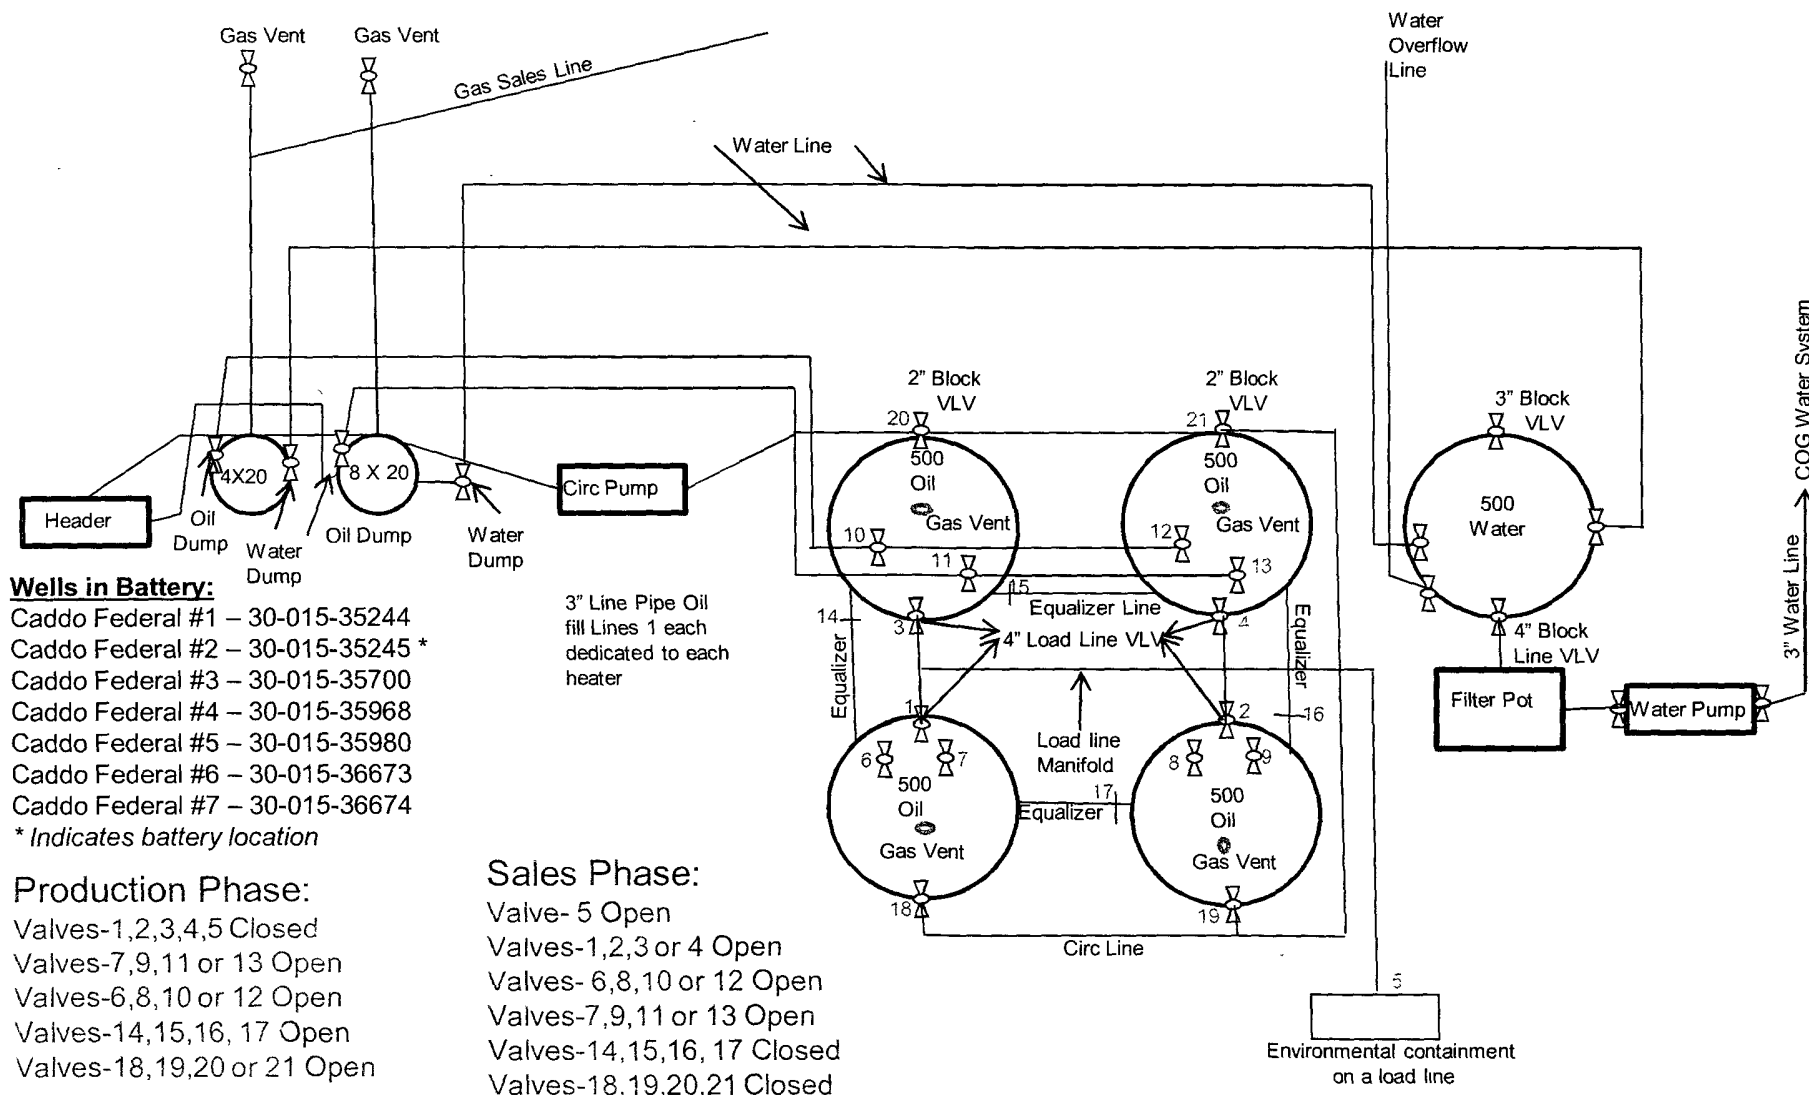 Gas Vent
Gas Vent
Gas Sales Line
Water
Overflow
Line
Water Line
3" Water Line
COG Water System
2" Block
VLV
2" Block
VLV
3" Block
VLV
20
21
500
Oil
Gas Vent
500
Oil
Gas Vent
500
Water
4X20
8 X 20
Circ Pump
Header
Oil
Dump
Water
Dump
Oil Dump
Water
Dump
10
11
12
13
15
Equalizer Line
14
3
4
4" Load Line VLV
Equalizer
Equalizer
4" Block
Line VLV
Wells in Battery:
Caddo Federal #1 – 30-015-35244
Caddo Federal #2 – 30-015-35245 *
Caddo Federal #3 – 30-015-35700
Caddo Federal #4 – 30-015-35968
Caddo Federal #5 – 30-015-35980
Caddo Federal #6 – 30-015-36673
Caddo Federal #7 – 30-015-36674
* Indicates battery location
3" Line Pipe Oil
fill Lines 1 each
dedicated to each
heater
Filter Pot
Water Pump
1
2
16
6
7
8
9
Load line
Manifold
500
Oil
Gas Vent
17
Equalizer
500
Oil
Gas Vent
18
19
Circ Line
5
Environmental containment
on a load line
Production Phase:
Valves-1,2,3,4,5 Closed
Valves-7,9,11 or 13 Open
Valves-6,8,10 or 12 Open
Valves-14,15,16, 17 Open
Valves-18,19,20 or 21 Open
Sales Phase:
Valve- 5 Open
Valves-1,2,3 or 4 Open
Valves- 6,8,10 or 12 Open
Valves-7,9,11 or 13 Open
Valves-14,15,16, 17 Closed
Valves-18,19,20,21 Closed